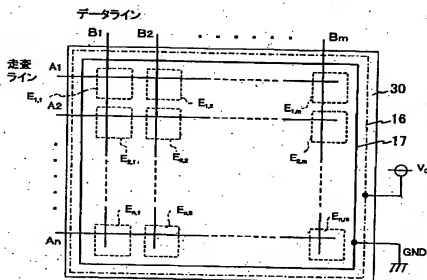 データライン
B1 B2 Bm
走査
ライン
A1
E1,1 E1,2 E1,m
30
A2
16
E2,1 E2,2 E2,m
17
En,1 En,2 En,m
An
GND